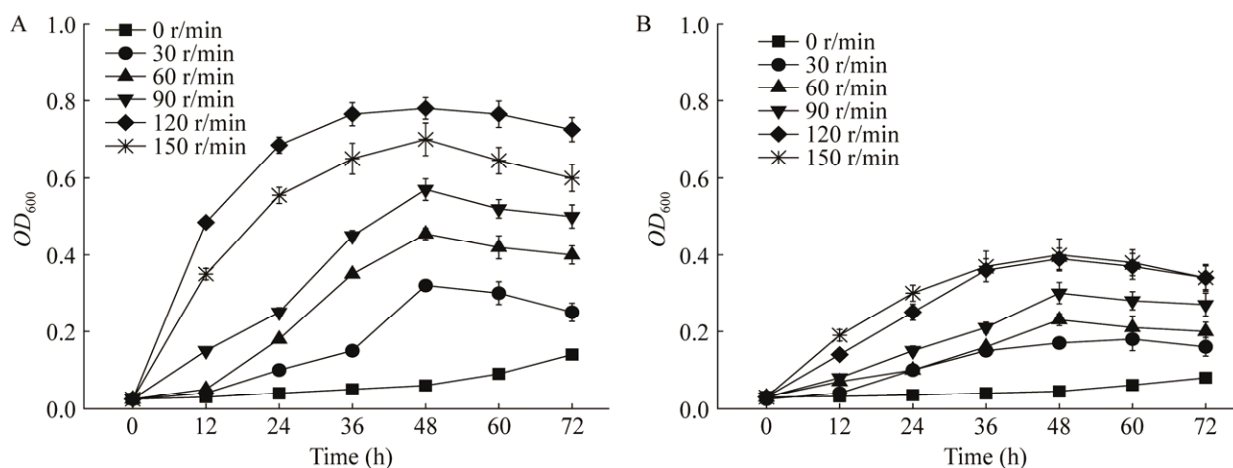 A
1.0
0.8
0.6
0.4
0.2
0.0
OD600
0 r/min
30 r/min
60 r/min
90 r/min
120 r/min
150 r/min
0 12 24 36 48 60 72
Time (h)
B
1.0
0.8
0.6
0.4
0.2
0.0
OD600
0 r/min
30 r/min
60 r/min
90 r/min
120 r/min
150 r/min
0 12 24 36 48 60 72
Time (h)